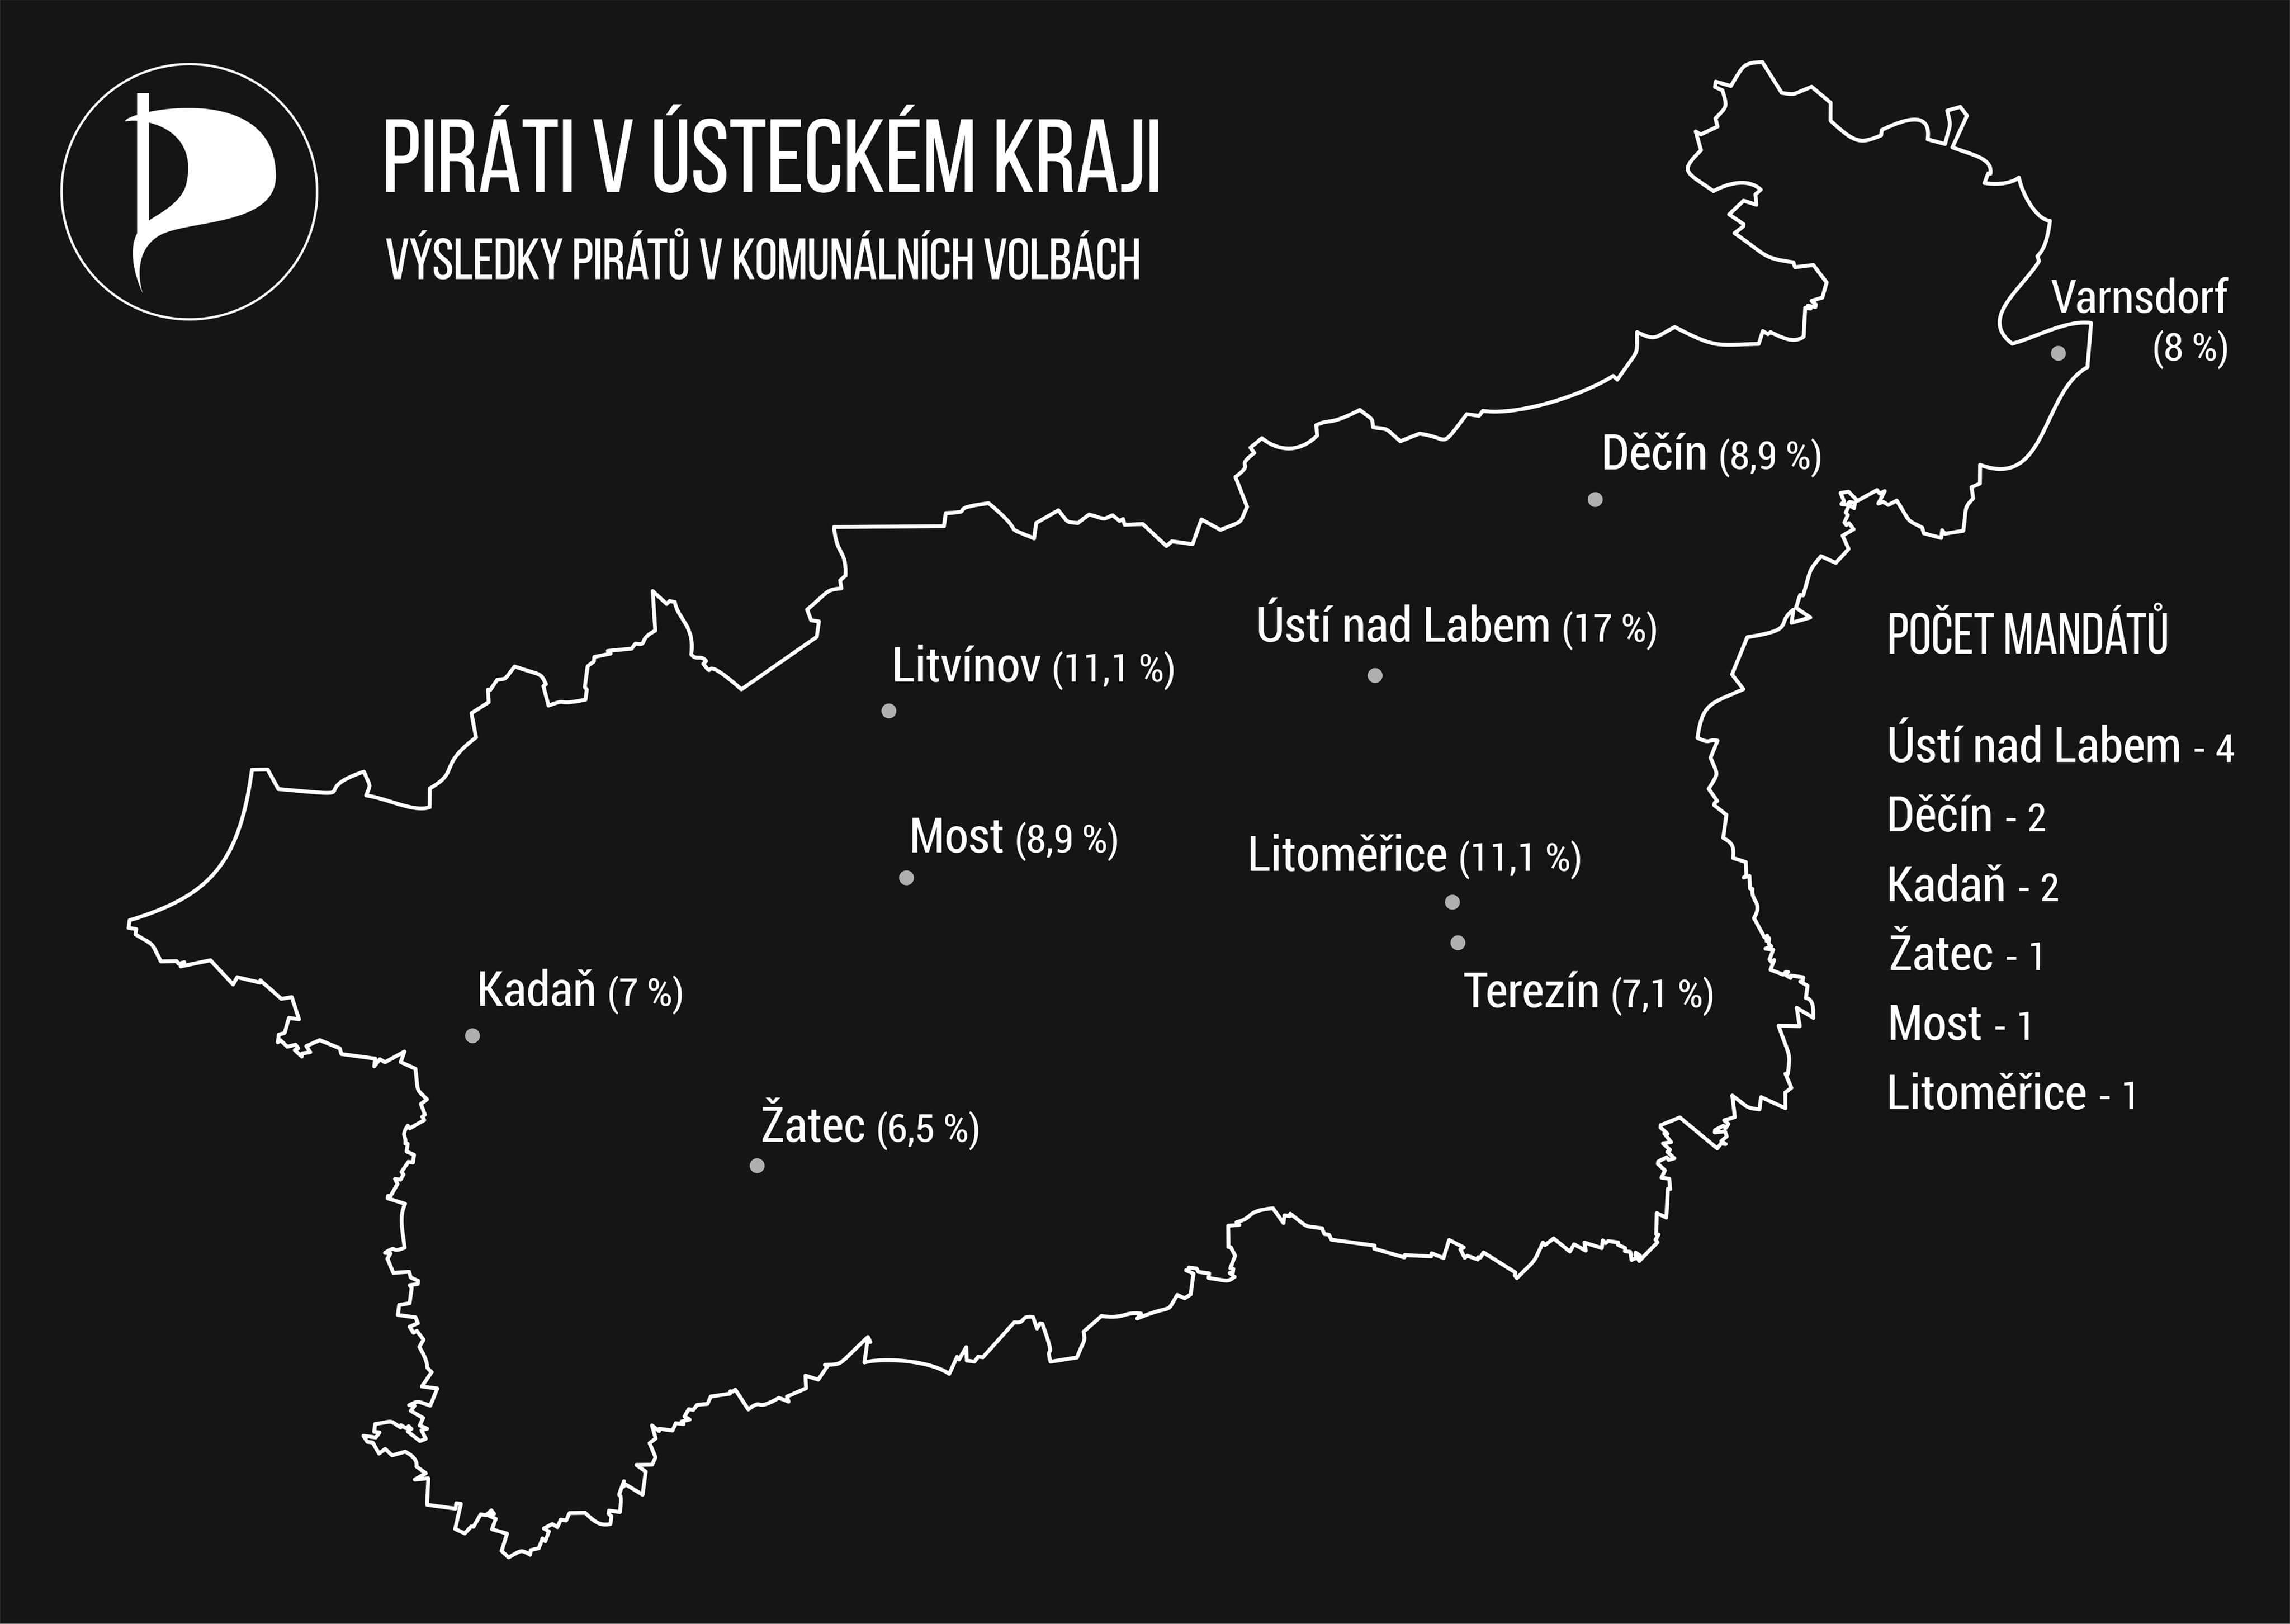 PIRÁTI V ÚSTECKÉM KRAJI
VÝSLEDKY PIRÁTŮ V KOMUNÁLNÍCH VOLBÁCH
Varnsdorf
(8 %)
Děčín (8,9 %)
Ústí nad Labem (17 %)
Litvínov (11,1 %)
Most (8,9 %)
Litoměřice (11,1 %)
Terezín (7,1 %)
Kadaň (7 %)
Žatec (6,5 %)
POČET MANDÁTŮ
Ústí nad Labem - 4
Děčín - 2
Kadaň - 2
Žatec - 1
Most - 1
Litoměřice - 1